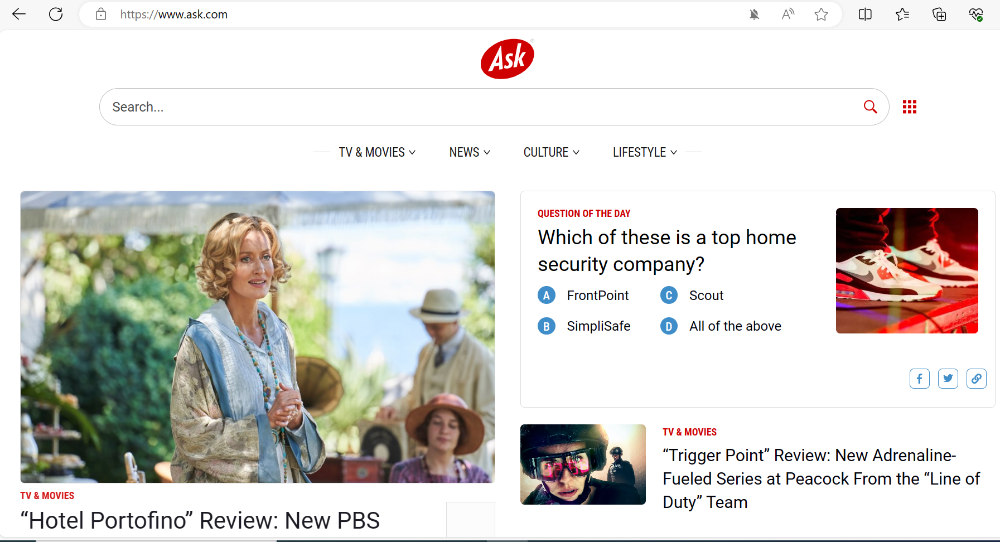 https://www.ask.com
Ask
Search...
TV & MOVIES NEWS CULTURE LIFESTYLE
QUESTION OF THE DAY
Which of these is a top home
security company?
A FrontPoint C Scout
B SimpliSafe D All of the above
TV & MOVIES
“Hotel Portofino” Review: New PBS
TV & MOVIES
“Trigger Point” Review: New Adrenaline-
Fueled Series at Peacock From the “Line of
Duty” Team